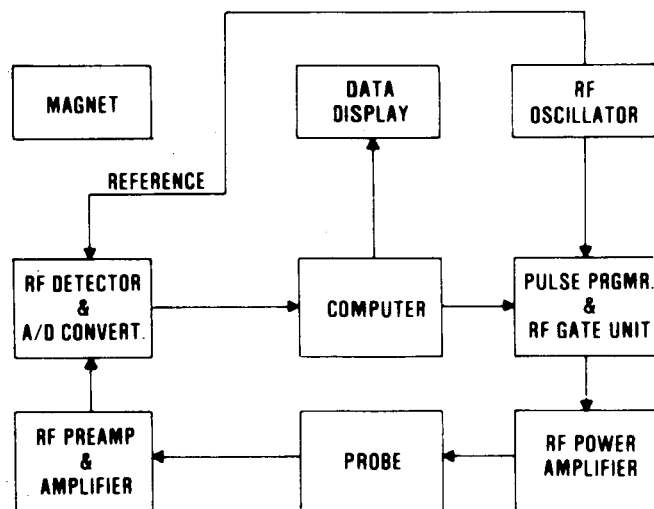 MAGNET
DATA
DISPLAY
RF
OSCILLATOR
REFERENCE
RF DETECTOR
&
A/D CONVERT.
COMPUTER
PULSE PRGMR.
&
RF GATE UNIT
RF PREAMP
&
AMPLIFIER
PROBE
RF POWER
AMPLIFIER